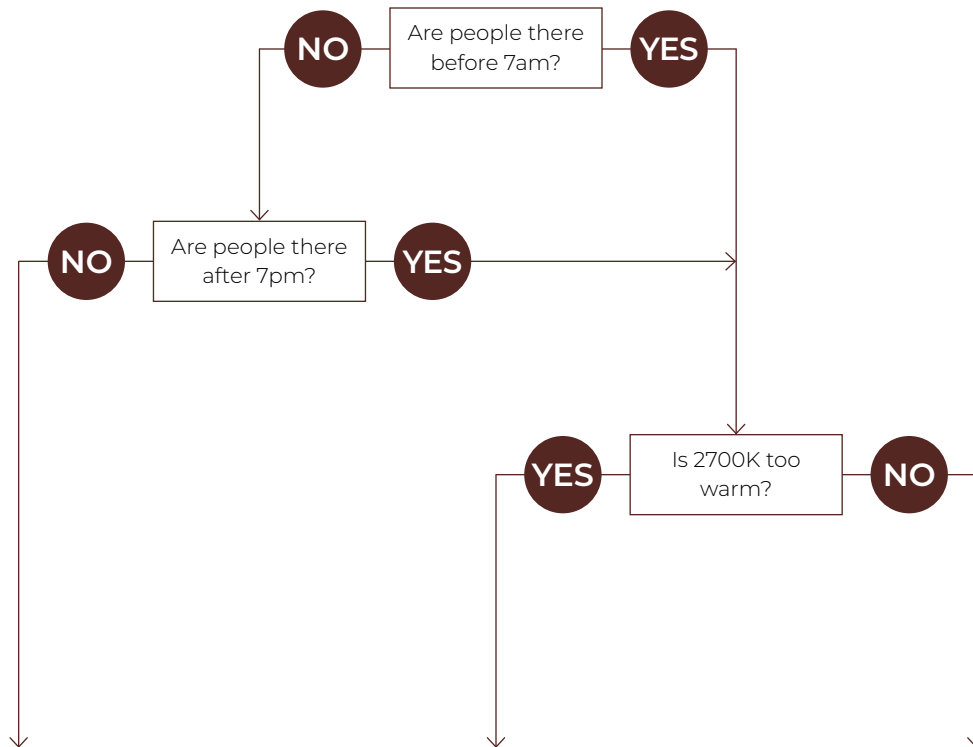 NO
Are people there
before 7am?
YES
NO
Are people there
after 7pm?
YES
YES
Is 2700K too
warm?
NO